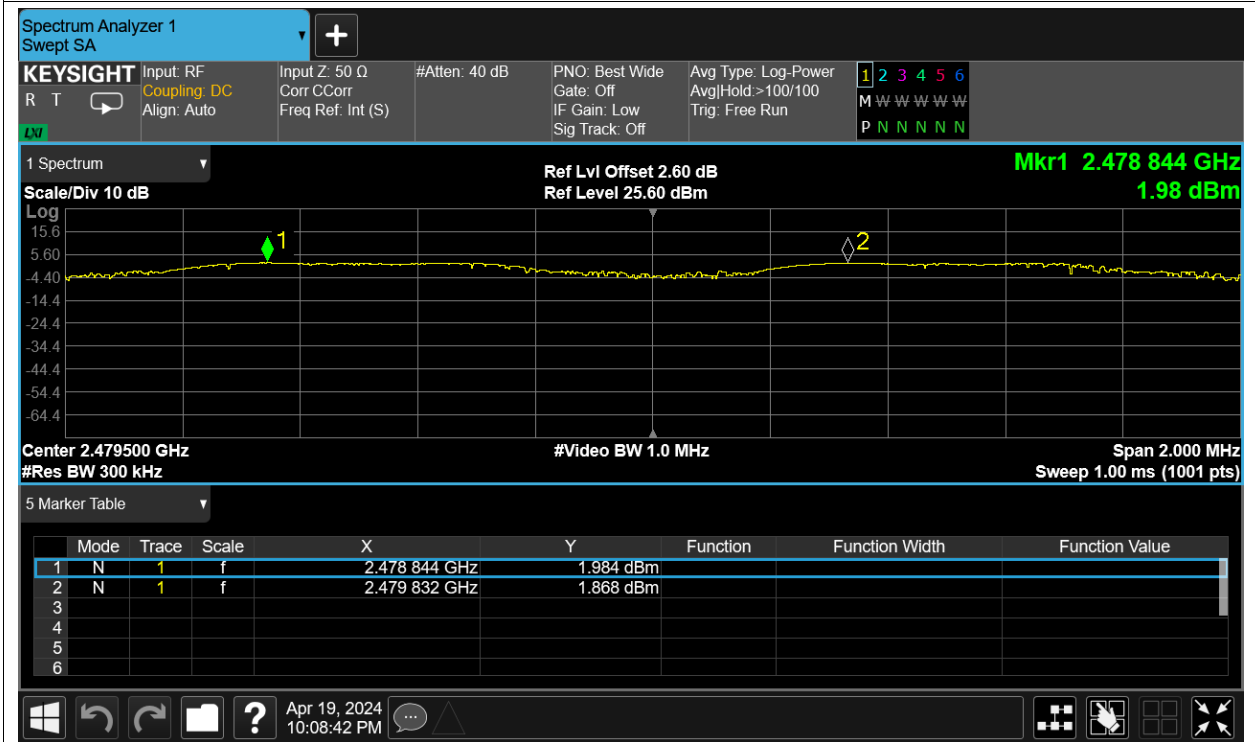 Spectrum Analyzer 1
Swept SA
+
KEYSIGHT
R T
LXI
Input: RF
Coupling: DC
Align: Auto
Input Z: 50 Ω
Corr CCorr
Freq Ref: Int (S)
#Atten: 40 dB
PNO: Best Wide
Gate: Off
IF Gain: Low
Sig Track: Off
Avg Type: Log-Power
Avg|Hold:>100/100
Trig: Free Run
1 2 3 4 5 6
M W W W W W
P N N N N N
1 Spectrum
Scale/Div 10 dB
Ref Lvl Offset 2.60 dB
Ref Level 25.60 dBm
Mkr1 2.478 844 GHz
1.98 dBm
Log
15.6
5.60
-4.40
-14.4
-24.4
-34.4
-44.4
-54.4
-64.4
1
2
Center 2.479500 GHz
#Res BW 300 kHz
#Video BW 1.0 MHz
Span 2.000 MHz
Sweep 1.00 ms (1001 pts)
5 Marker Table
Mode Trace Scale X Y Function Function Width Function Value
1 N 1 f 2.478 844 GHz 1.984 dBm
2 N 1 f 2.479 832 GHz 1.868 dBm
3
4
5
6
?
Apr 19, 2024
10:08:42 PM